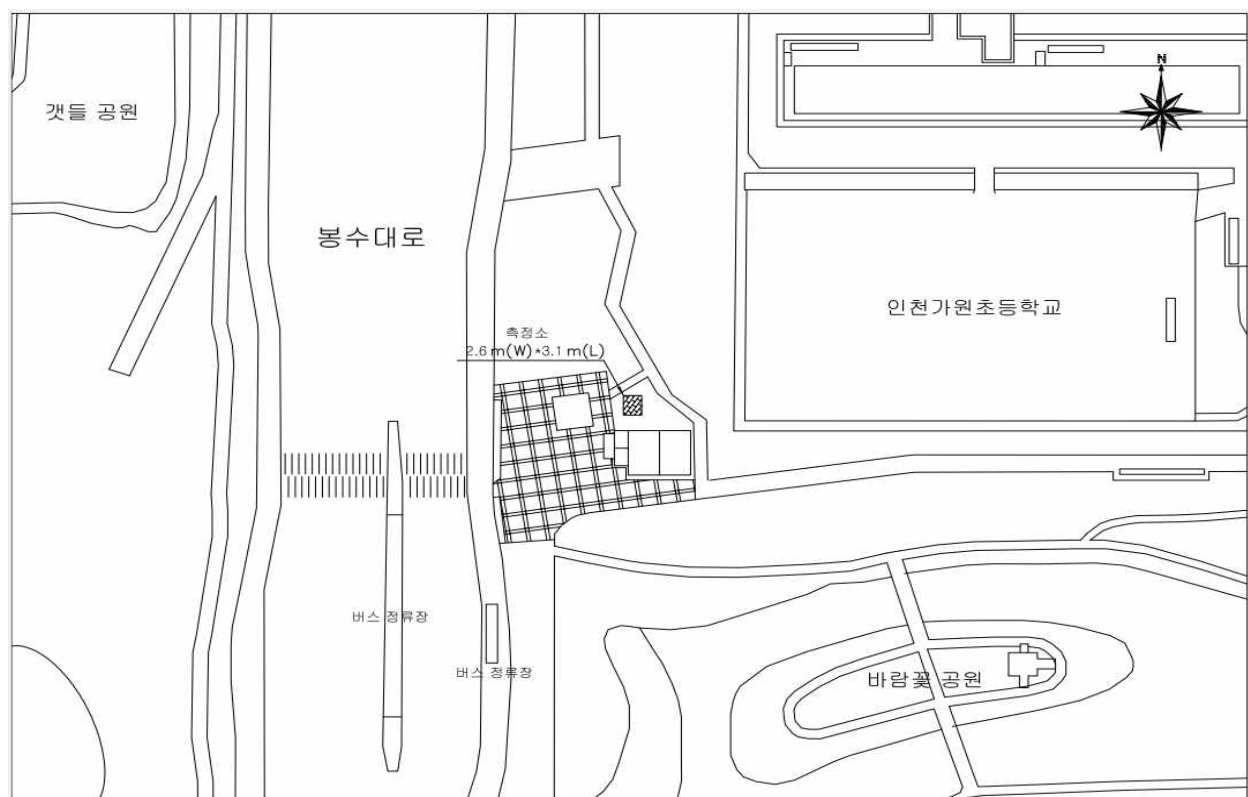 N
갯들 공원
봉수대로
인천가원초등학교
측정소
2.6 m(W)*3.1 m(L)
버스 정류장
버스 정류장
바람꽃 공원